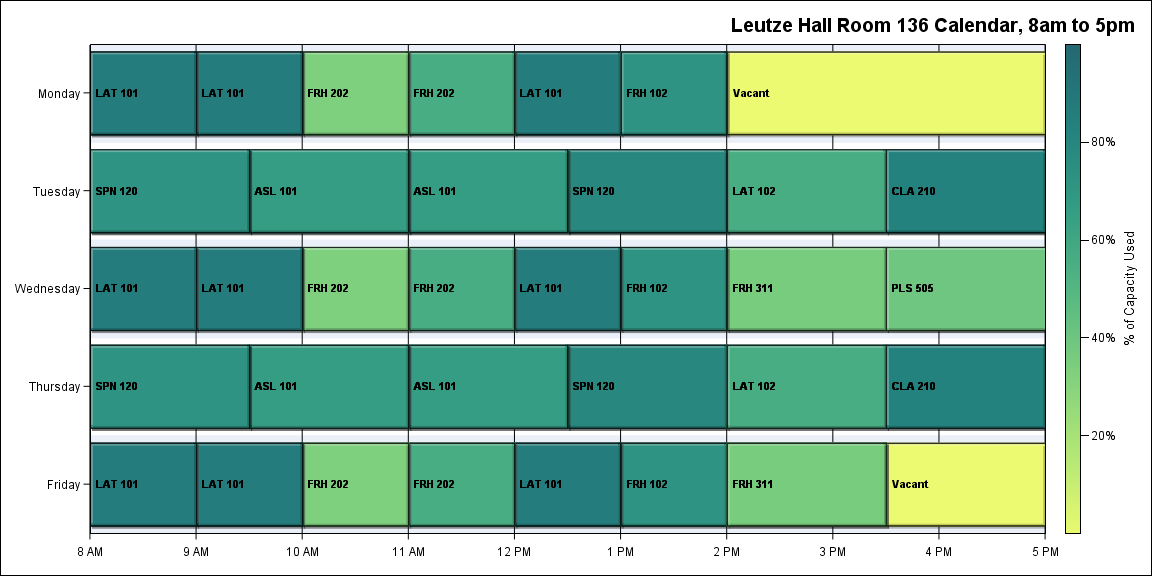 Leutze Hall Room 136 Calendar, 8am to 5pm
Monday
LAT 101
LAT 101
FRH 202
FRH 202
LAT 101
FRH 102
Vacant
Tuesday
SPN 120
ASL 101
ASL 101
SPN 120
LAT 102
CLA 210
Wednesday
LAT 101
LAT 101
FRH 202
FRH 202
LAT 101
FRH 102
FRH 311
PLS 505
Thursday
SPN 120
ASL 101
ASL 101
SPN 120
LAT 102
CLA 210
Friday
LAT 101
LAT 101
FRH 202
FRH 202
LAT 101
FRH 102
FRH 311
Vacant
8 AM
9 AM
10 AM
11 AM
12 PM
1 PM
2 PM
3 PM
4 PM
5 PM
80%
60%
40%
20%
% of Capacity Used